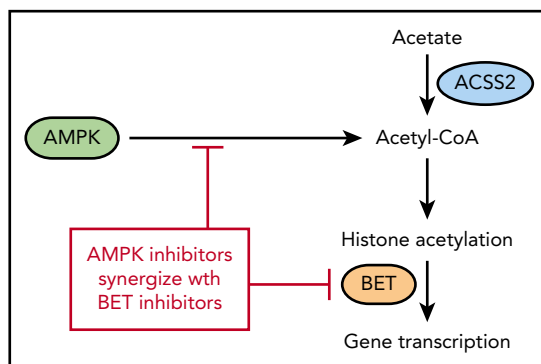 Acetate
ACSS2
AMPK
Acetyl-CoA
AMPK inhibitors
synergize wth
BET inhibitors
Histone acetylation
BET
Gene transcription